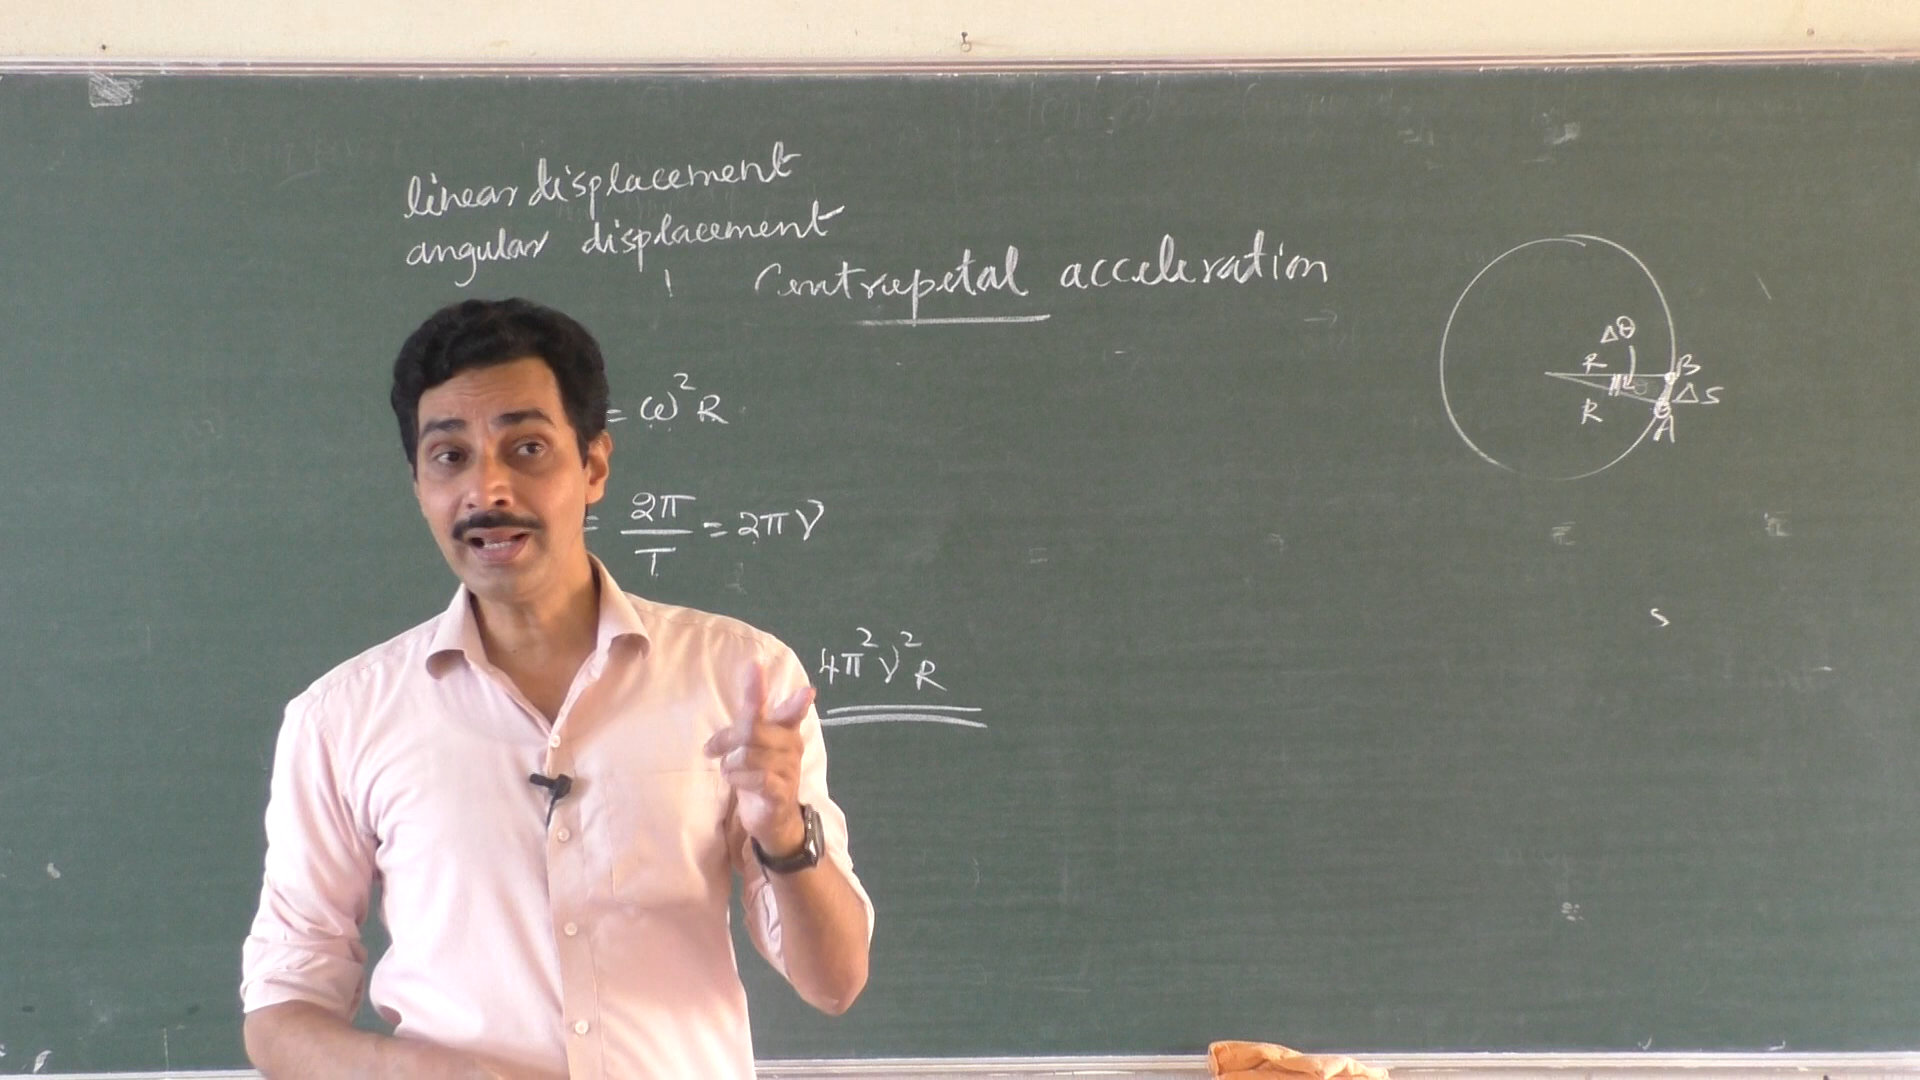 linear displacement
angular displacement
Centripetal acceleration
= ω²R
= 2π/T = 2πν
4π²ν²R
Δθ
R
B
ΔS
R
A
S